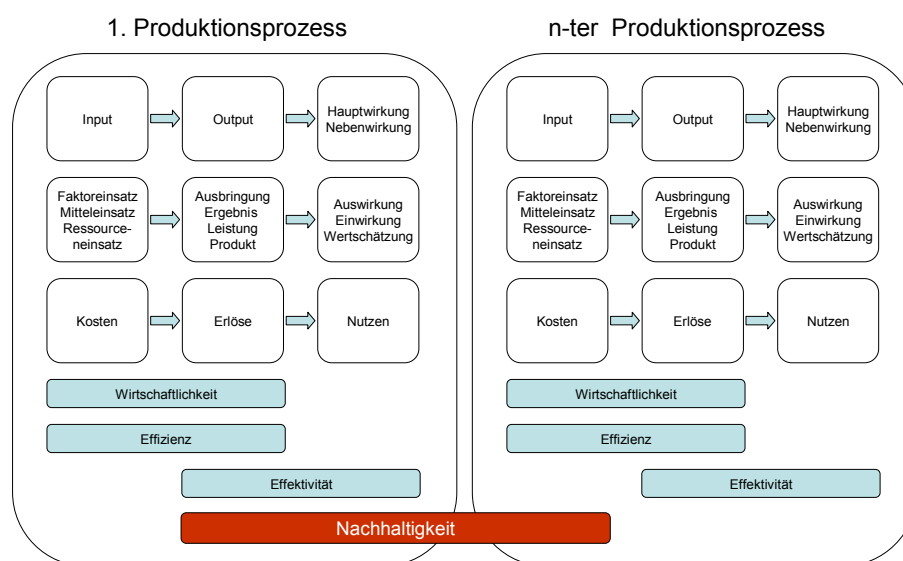 1. Produktionsprozess
Input
Output
Hauptwirkung
Nebenwirkung
Faktoreinsatz
Mitteleinsatz
Ressource-
neinsatz
Ausbringung
Ergebnis
Leistung
Produkt
Auswirkung
Einwirkung
Wertschätzung
Kosten
Erlöse
Nutzen
Wirtschaftlichkeit
Effizienz
Effektivität
n-ter Produktionsprozess
Input
Output
Hauptwirkung
Nebenwirkung
Faktoreinsatz
Mitteleinsatz
Ressource-
neinsatz
Ausbringung
Ergebnis
Leistung
Produkt
Auswirkung
Einwirkung
Wertschätzung
Kosten
Erlöse
Nutzen
Wirtschaftlichkeit
Effizienz
Effektivität
Nachhaltigkeit